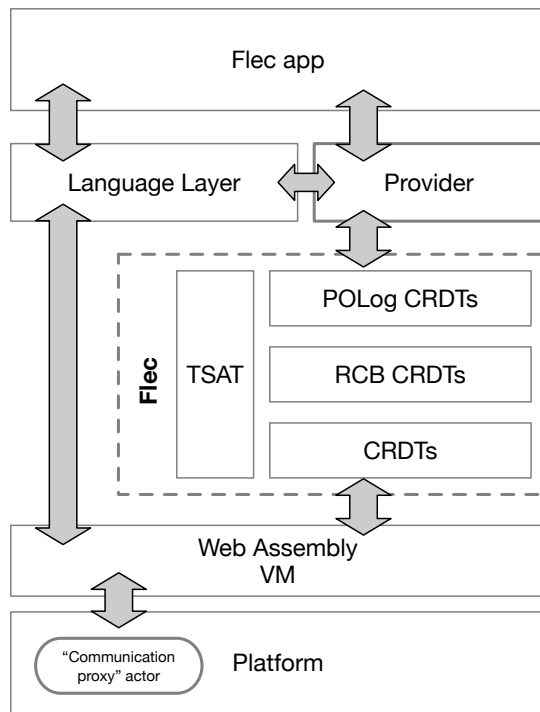 Flec app
Language Layer
Provider
Flec
TSAT
POLog CRDTs
RCB CRDTs
CRDTs
Web Assembly
VM
“Communication
proxy” actor
Platform